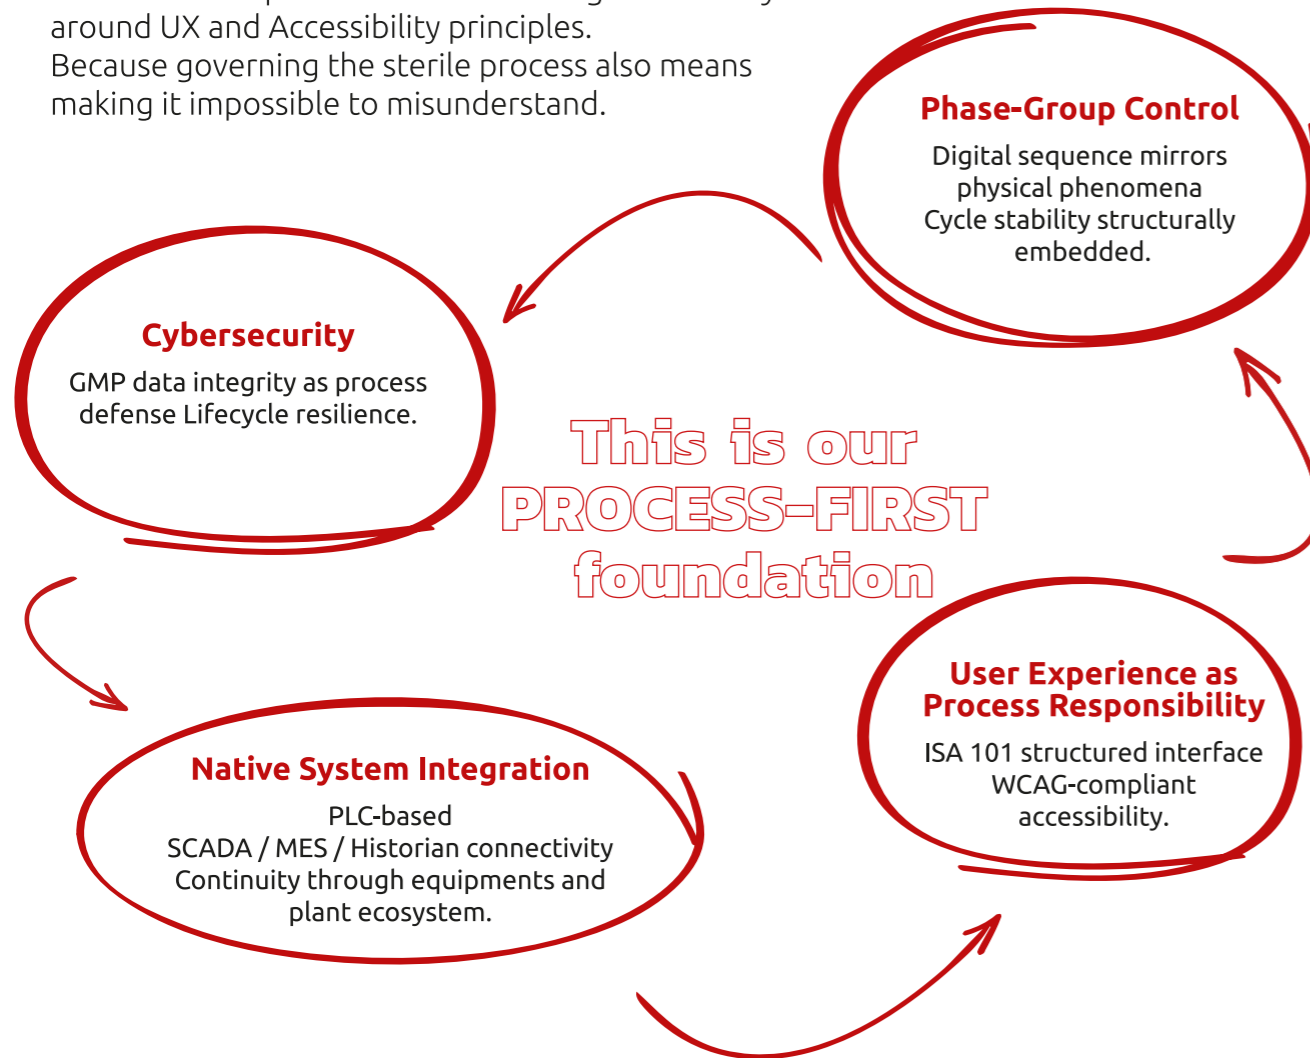 around UX and Accessibility principles.
Because governing the sterile process also means
making it impossible to misunderstand.
Phase-Group Control
Digital sequence mirrors
physical phenomena
Cycle stability structurally
embedded.
Cybersecurity
GMP data integrity as process
defense Lifecycle resilience.
This is our
PROCESS-FIRST
foundation
User Experience as
Process Responsibility
ISA 101 structured interface
WCAG-compliant
accessibility.
Native System Integration
PLC-based
SCADA / MES / Historian connectivity
Continuity through equipments and
plant ecosystem.